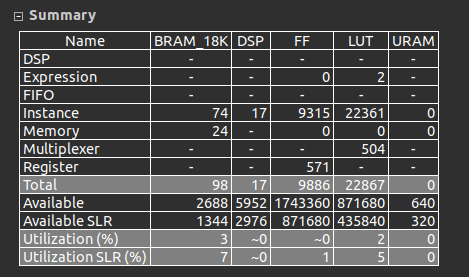 Summary
Name BRAM_18K DSP FF LUT URAM
DSP - - - - -
Expression - - 0 2 -
FIFO - - - - -
Instance 74 17 9315 22361 0
Memory 24 - 0 0 0
Multiplexer - - - 504 -
Register - - 571 - -
Total 98 17 9886 22867 0
Available 2688 5952 1743360 871680 640
Available SLR 1344 2976 871680 435840 320
Utilization (%) 3 ~0 ~0 2 0
Utilization SLR (%) 7 ~0 1 5 0